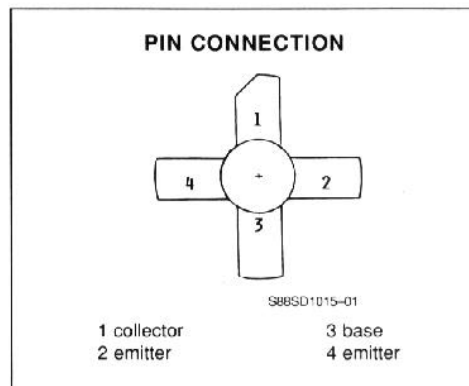 PIN CONNECTION
1
4 2
3
S88SD1015-01
1 collector 3 base
2 emitter 4 emitter